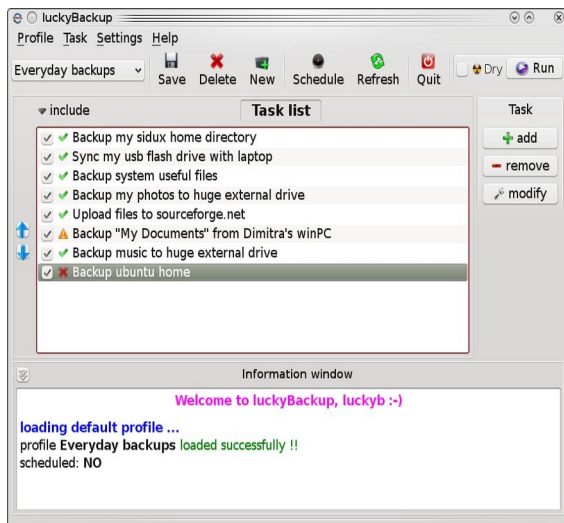 luckyBackup
Profile Task Settings Help
Everyday backups Save Delete New Schedule Refresh Quit Dry Run
include Task list Task
Backup my sidux home directory
Sync my usb flash drive with laptop
Backup system useful files
Backup my photos to huge external drive
Upload files to sourceforge.net
Backup "My Documents" from Dimitra's winPC
Backup music to huge external drive
Backup ubuntu home
add
remove
modify
Information window
Welcome to luckyBackup, luckyb :-)
loading default profile ...
profile Everyday backups loaded successfully !!
scheduled: NO